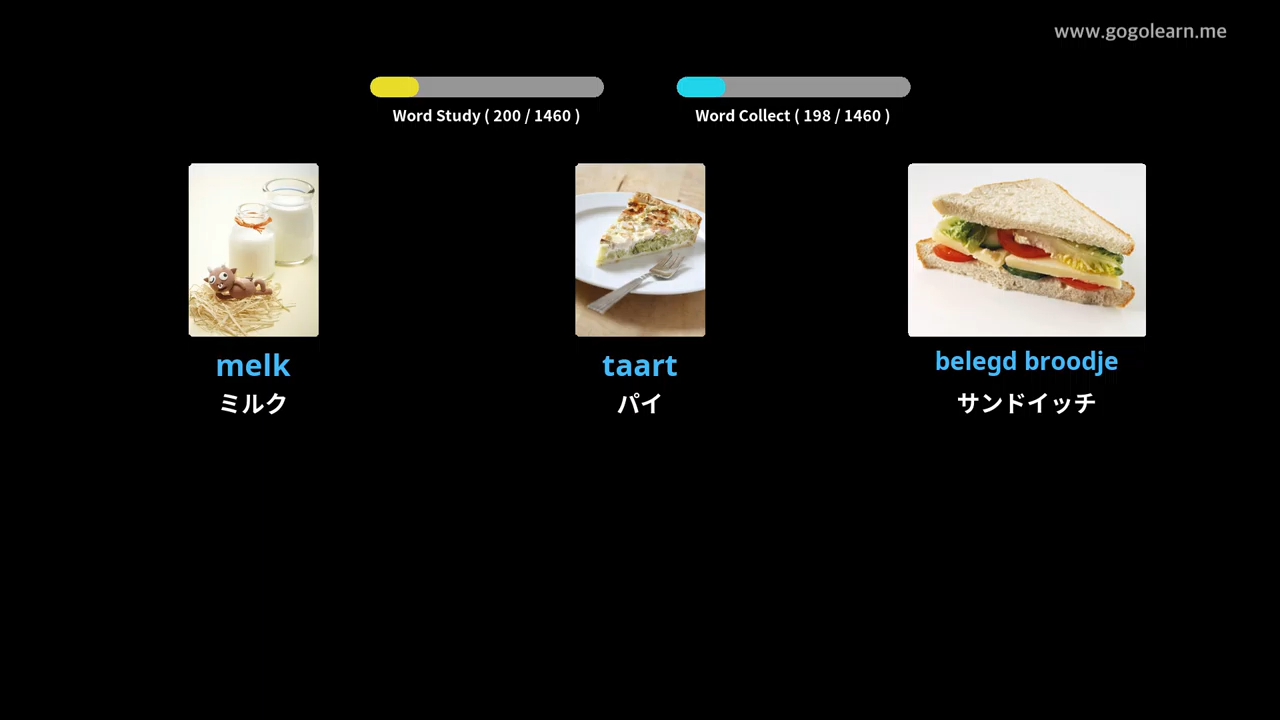 www.gogolearn.me
Word Study ( 200 / 1460 )
Word Collect ( 198 / 1460 )
melk
taart
belegd broodje
ミルク
パイ
サンドイッチ